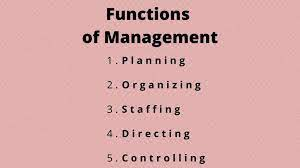 Functions
of Management
1. Planning
2. Organizing
3. Staffing
4. Directing
5. Controlling